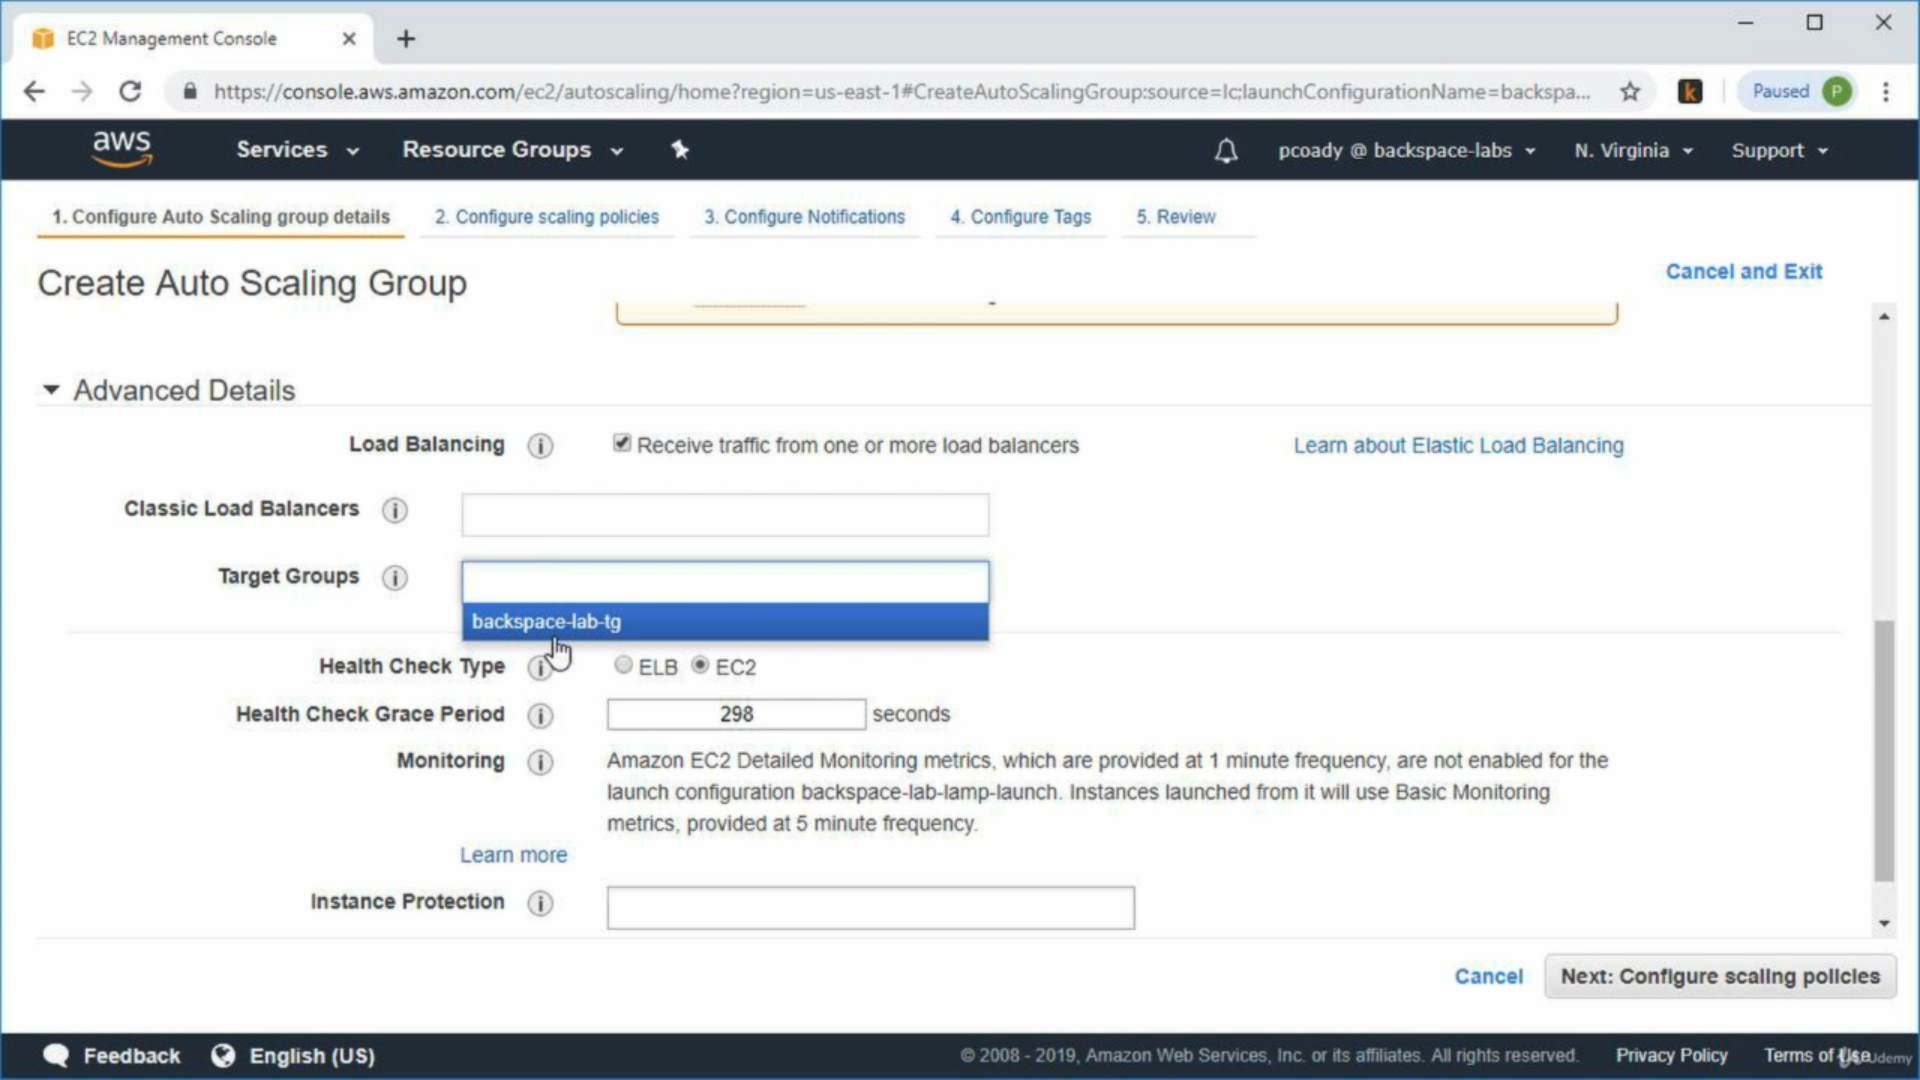 EC2 Management Console
https://console.aws.amazon.com/ec2/autoscaling/home?region=us-east-1#CreateAutoScalingGroup:source=lc;launchConfigurationName=backspa...
k
Paused P
aws Services Resource Groups pcoady @ backspace-labs N. Virginia Support
1. Configure Auto Scaling group details 2. Configure scaling policies 3. Configure Notifications 4. Configure Tags 5. Review
Create Auto Scaling Group
Cancel and Exit
Advanced Details
Load Balancing i Receive traffic from one or more load balancers Learn about Elastic Load Balancing
Classic Load Balancers i
Target Groups i
backspace-lab-tg
Health Check Type i ELB EC2
Health Check Grace Period i 298 seconds
Monitoring i Amazon EC2 Detailed Monitoring metrics, which are provided at 1 minute frequency, are not enabled for the
launch configuration backspace-lab-lamp-launch. Instances launched from it will use Basic Monitoring
metrics, provided at 5 minute frequency.
Learn more
Instance Protection i
Cancel Next: Configure scaling policies
Feedback English (US) © 2008 - 2019, Amazon Web Services, Inc. or its affiliates. All rights reserved. Privacy Policy Terms of Use
Udemy